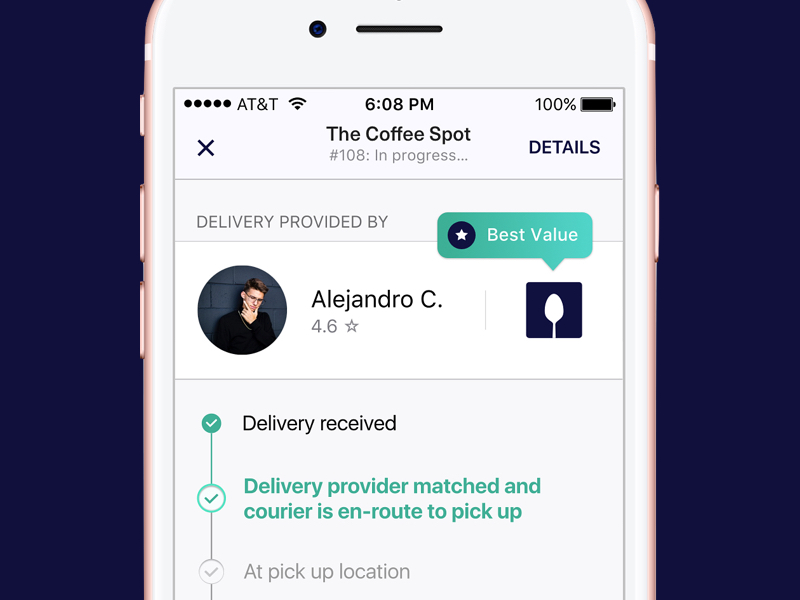 AT&T 6:08 PM 100%
The Coffee Spot
#108: In progress...
DETAILS
DELIVERY PROVIDED BY
Best Value
Alejandro C.
4.6
Delivery received
Delivery provider matched and
courier is en-route to pick up
At pick up location